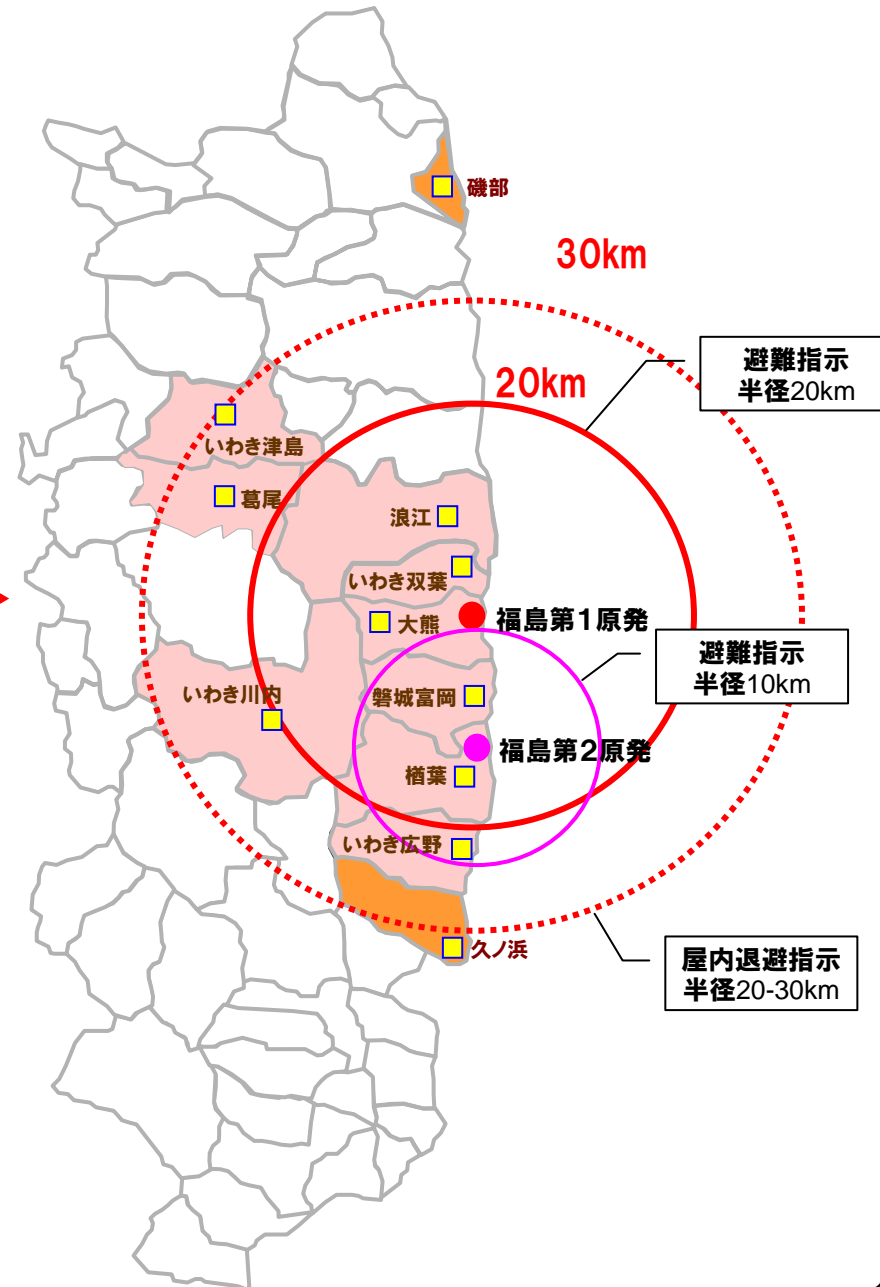 磯部
30km
避難指示
半径20km
20km
いわき津島
葛尾
浪江
いわき双葉
大熊
福島第1原発
避難指示
半径10km
いわき川内
磐城富岡
福島第2原発
楢葉
いわき広野
久ノ浜
屋内退避指示
半径20-30km